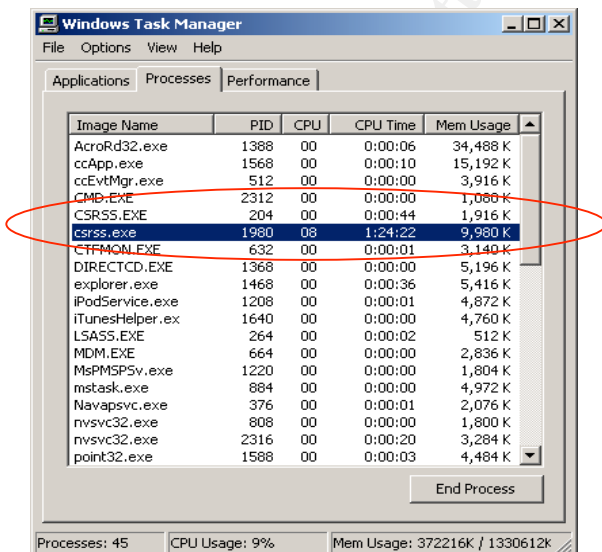 Windows Task Manager
File Options View Help
Applications Processes Performance
Image Name PID CPU CPU Time Mem Usage
AcroRd32.exe 1388 00 0:00:06 34,488 K
ccApp.exe 1568 00 0:00:10 15,192 K
ccEvtMgr.exe 512 00 0:00:00 3,916 K
CMD.EXE 2312 00 0:00:00 1,080 K
CSRSS.EXE 204 00 0:00:44 1,916 K
csrss.exe 1980 08 1:24:22 9,980 K
CTFMON.EXE 632 00 0:00:01 3,140 K
DIRECTCD.EXE 1368 00 0:00:00 5,196 K
explorer.exe 1468 00 0:00:36 5,416 K
iPodService.exe 1208 00 0:00:01 4,872 K
iTunesHelper.ex 1640 00 0:00:00 4,760 K
LSASS.EXE 264 00 0:00:02 512 K
MDM.EXE 664 00 0:00:00 2,836 K
MsPMSPSv.exe 1220 00 0:00:00 1,804 K
mstask.exe 884 00 0:00:00 4,972 K
Navapsvc.exe 376 00 0:00:01 2,076 K
nvsvc32.exe 808 00 0:00:00 1,800 K
nvsvc32.exe 2316 00 0:00:20 3,284 K
point32.exe 1588 00 0:00:03 4,484 K
End Process
Processes: 45 CPU Usage: 9% Mem Usage: 372216K / 1330612K